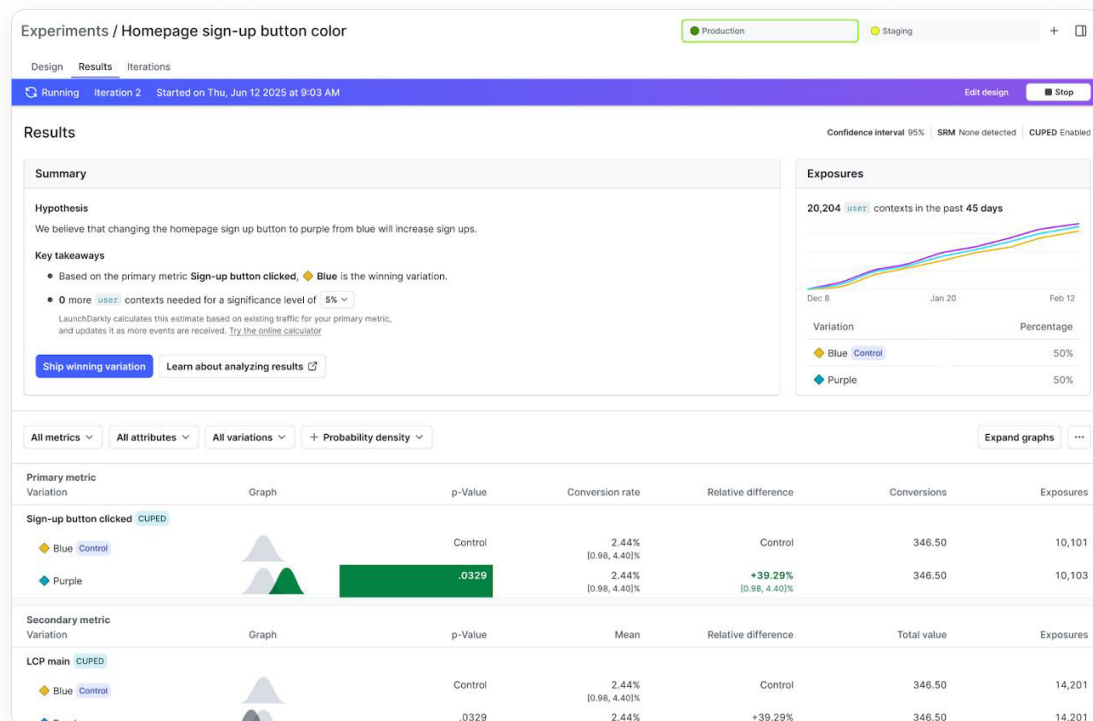 Experiments / Homepage sign-up button color
Production
Staging
Design Results Iterations
Running Iteration 2 Started on Thu, Jun 12 2025 at 9:03 AM
Edit design
Stop
Results
Confidence interval 95% SRM None detected CUPED Enabled
Summary
Hypothesis
We believe that changing the homepage sign up button to purple from blue will increase sign ups.
Key takeaways
Based on the primary metric Sign-up button clicked, Blue is the winning variation.
0 more user contexts needed for a significance level of 5%
LaunchDarkly calculates this estimate based on existing traffic for your primary metric,
and updates it as more events are received. Try the online calculator
Ship winning variation
Learn about analyzing results
Exposures
20,204 user contexts in the past 45 days
Dec 8 Jan 20 Feb 12
Variation Percentage
Blue Control 50%
Purple 50%
All metrics All attributes All variations + Probability density
Expand graphs
Primary metric
Variation Graph p-Value Conversion rate Relative difference Conversions Exposures
Sign-up button clicked CUPED
Blue Control Control 2.44% Control 346.50 10,101
[0.98, 4.40]%
Purple .0329 2.44% +39.29% 346.50 10,103
[0.98, 4.40]% [0.98, 4.40]%
Secondary metric
Variation Graph p-Value Mean Relative difference Total value Exposures
LCP main CUPED
Blue Control Control 2.44% Control 346.50 14,201
[0.98, 4.40]%
.0329 2.44% +39.29% 346.50 14,201